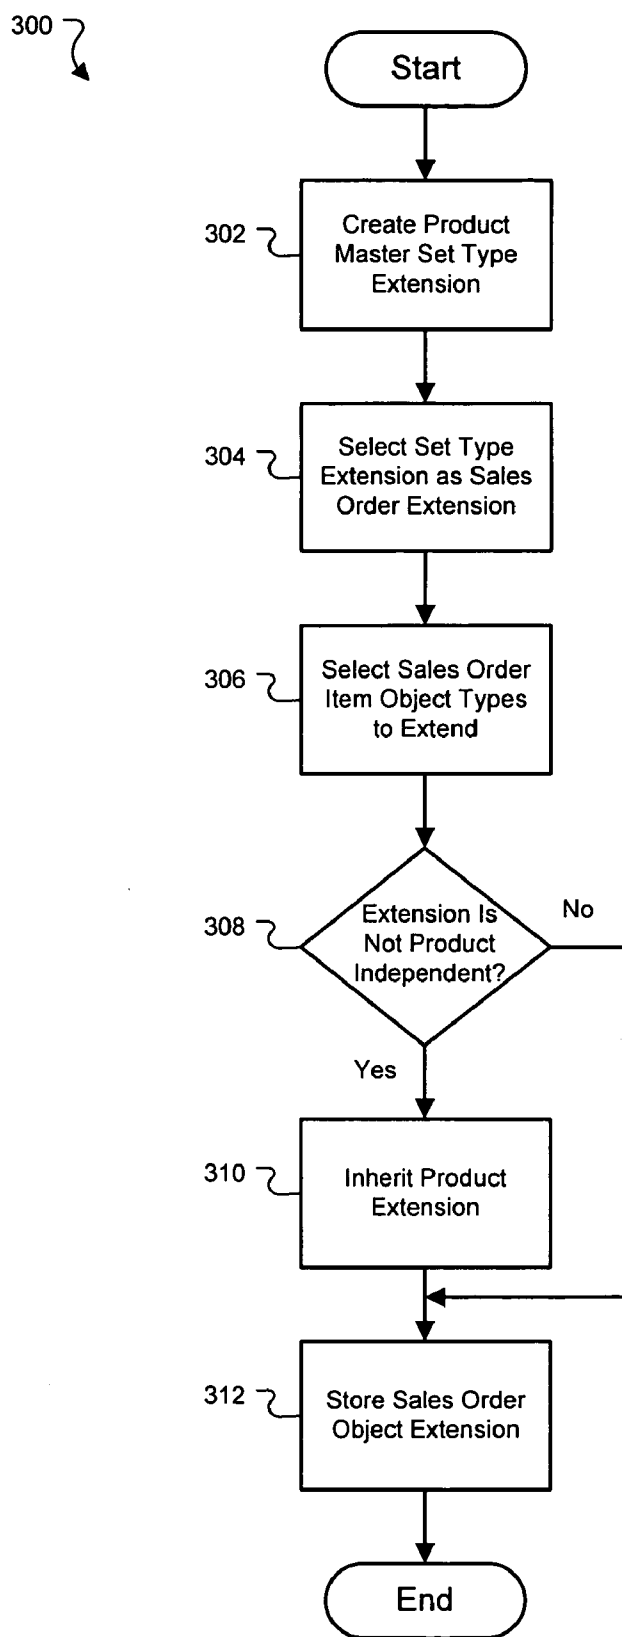 300
Start
302
Create Product
Master Set Type
Extension
304
Select Set Type
Extension as Sales
Order Extension
306
Select Sales Order
Item Object Types
to Extend
308
Extension Is
Not Product
Independent?
No
Yes
310
Inherit Product
Extension
312
Store Sales Order
Object Extension
End